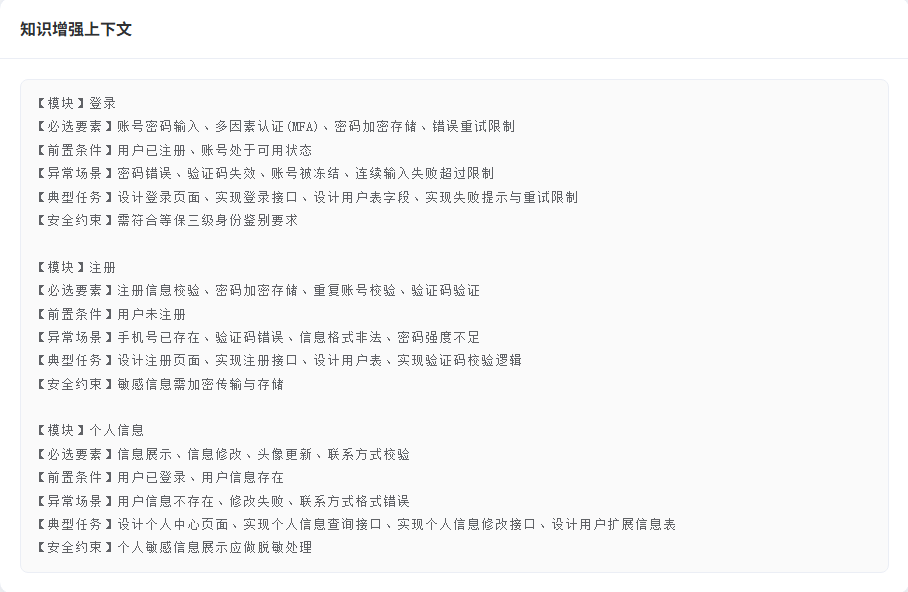 知识增强上下文
【模块】登录
【必选要素】账号密码输入、多因素认证(MFA)、密码加密存储、错误重试限制
【前置条件】用户已注册、账号处于可用状态
【异常场景】密码错误、验证码失效、账号被冻结、连续输入失败超过限制
【典型任务】设计登录页面、实现登录接口、设计用户表字段、实现失败提示与重试限制
【安全约束】需符合等保三级身份鉴别要求
【模块】注册
【必选要素】注册信息校验、密码加密存储、重复账号校验、验证码验证
【前置条件】用户未注册
【异常场景】手机号已存在、验证码错误、信息格式非法、密码强度不足
【典型任务】设计注册页面、实现注册接口、设计用户表、实现验证码校验逻辑
【安全约束】敏感信息需加密传输与存储
【模块】个人信息
【必选要素】信息展示、信息修改、头像更新、联系方式校验
【前置条件】用户已登录、用户信息存在
【异常场景】用户信息不存在、修改失败、联系方式格式错误
【典型任务】设计个人中心页面、实现个人信息查询接口、实现个人信息修改接口、设计用户扩展信息表
【安全约束】个人敏感信息展示应做脱敏处理